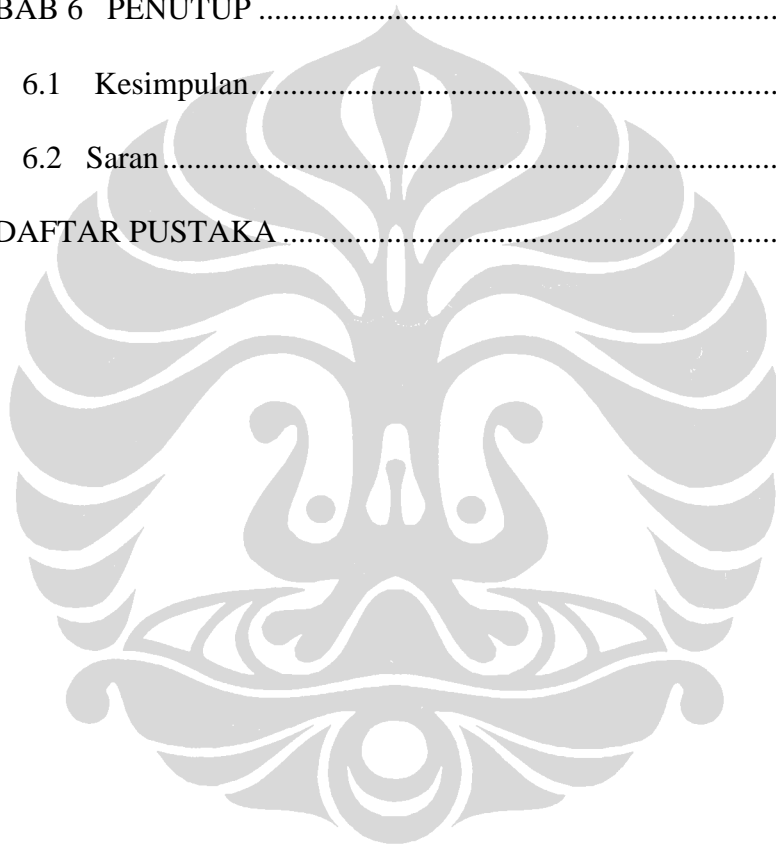 BAB 6 PENUTUP ..........................................................................
6.1 Kesimpulan...........................................................................
6.2 Saran ....................................................................................
DAFTAR PUSTAKA .....................................................................